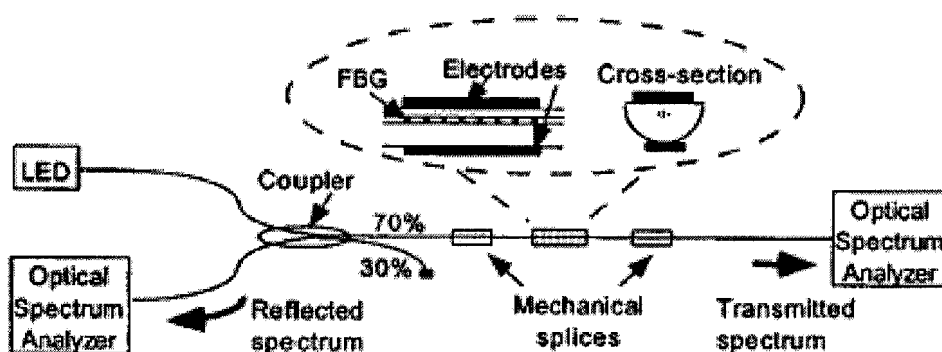 FBG
Electrodes
Cross-section
LED
Coupler
70%
30%
Optical
Spectrum
Analyzer
Reflected
spectrum
Mechanical
splices
Transmitted
spectrum
Optical
Spectrum
Analyzer